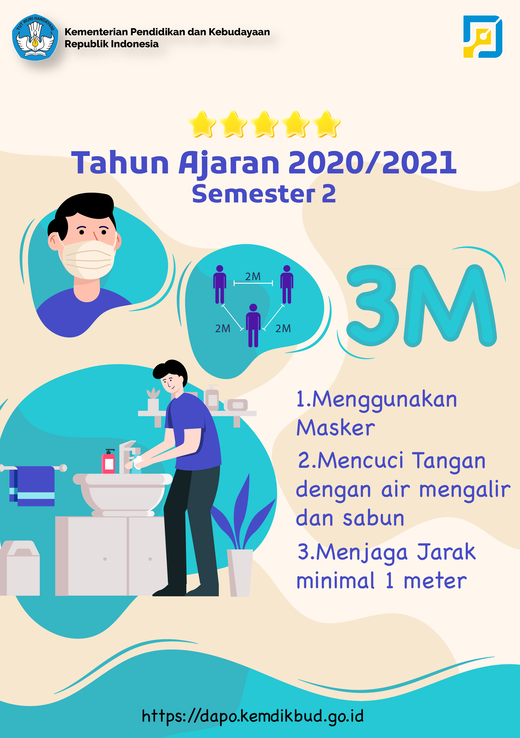 Kementerian Pendidikan dan Kebudayaan
Republik Indonesia
Tahun Ajaran 2020/2021
Semester 2
2M
2M
2M
3M
1.Menggunakan
Masker
2.Mencuci Tangan
dengan air mengalir
dan sabun
3.Menjaga Jarak
minimal 1 meter
https://dapo.kemdikbud.go.id